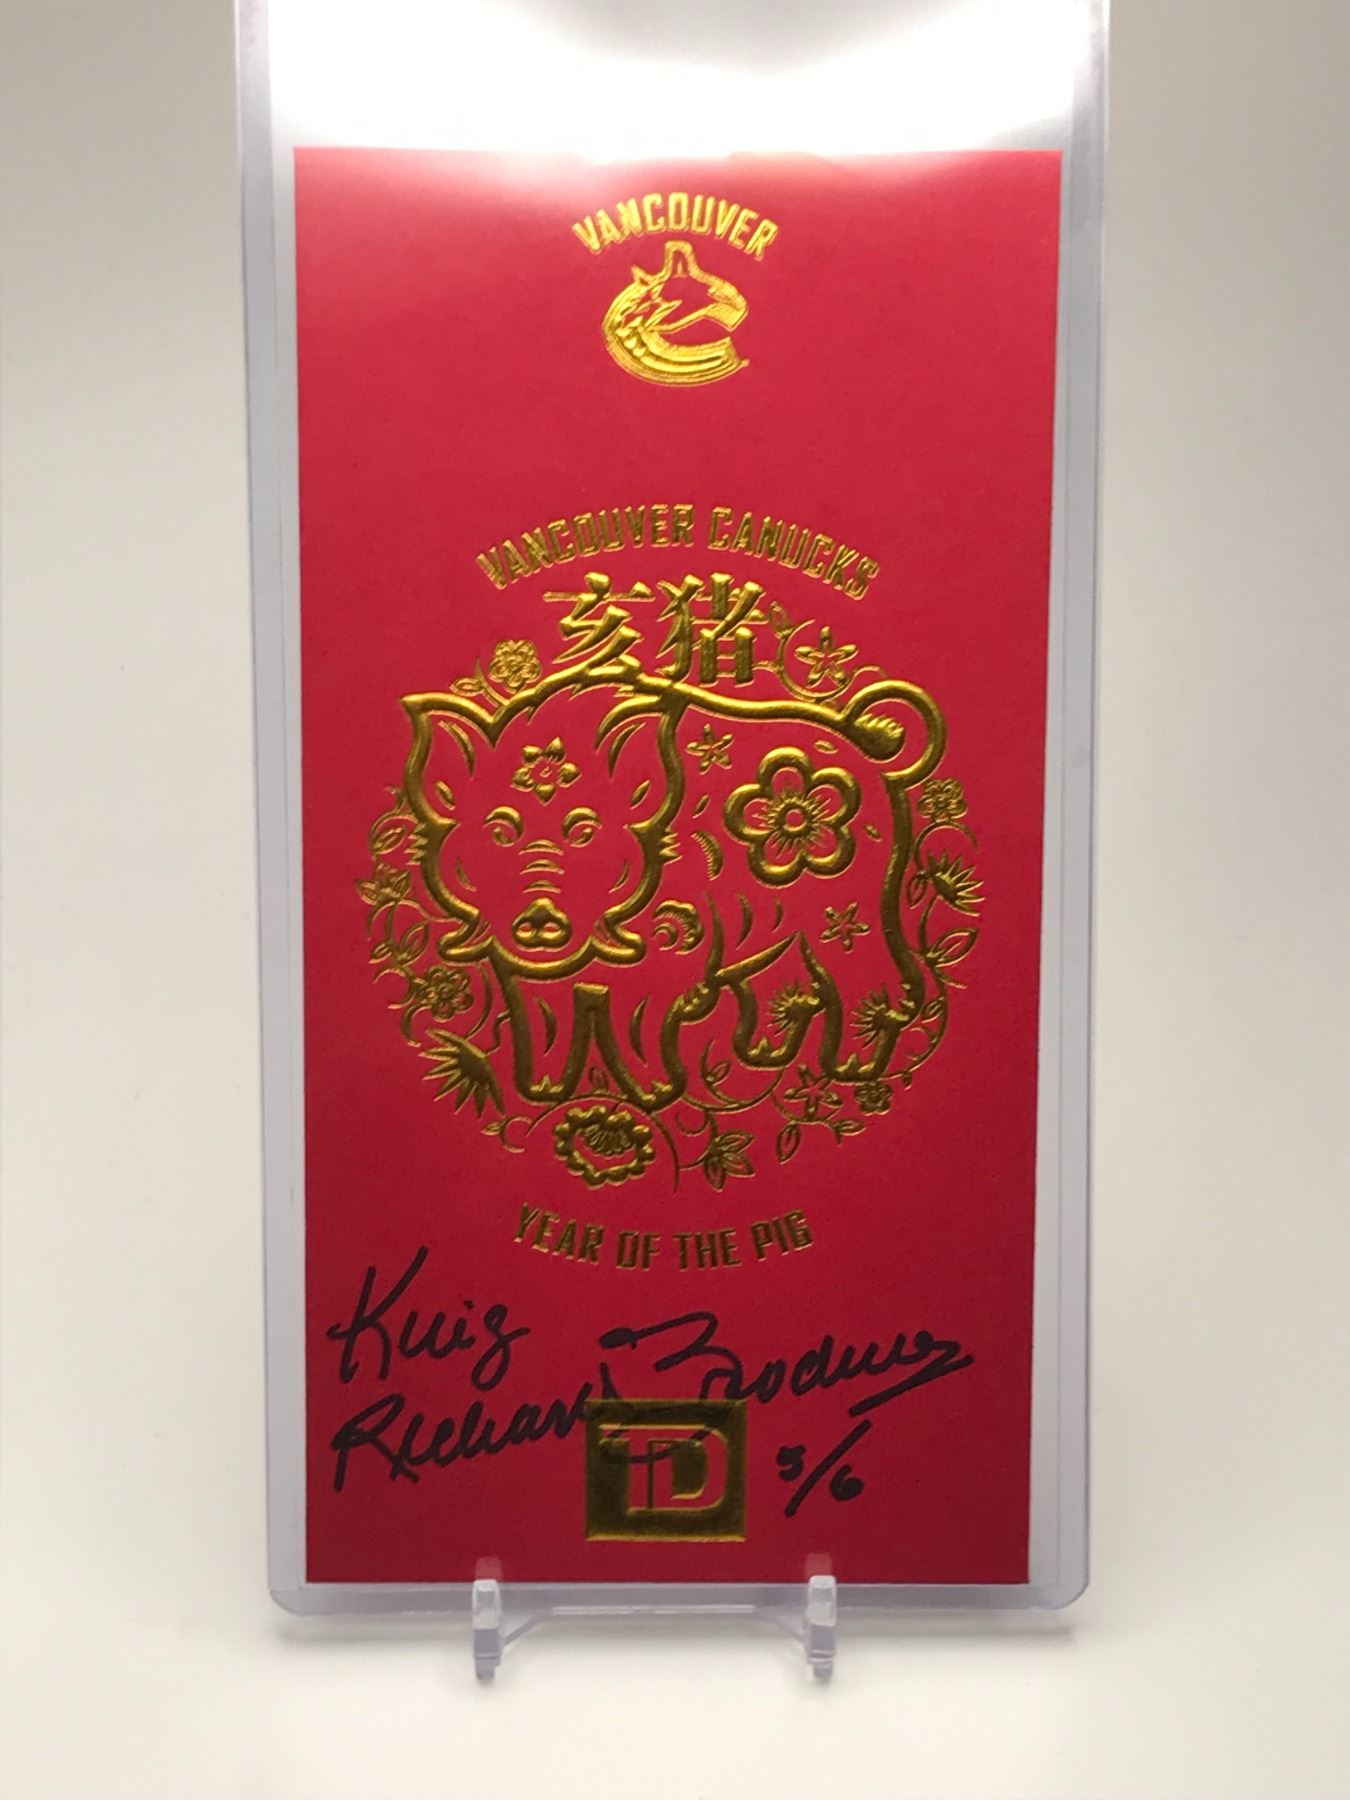 VANCOUVER
VANCOUVER CANUCKS
亥猪
YEAR OF THE PIG
King
Richard Brodeur
TD
5/6